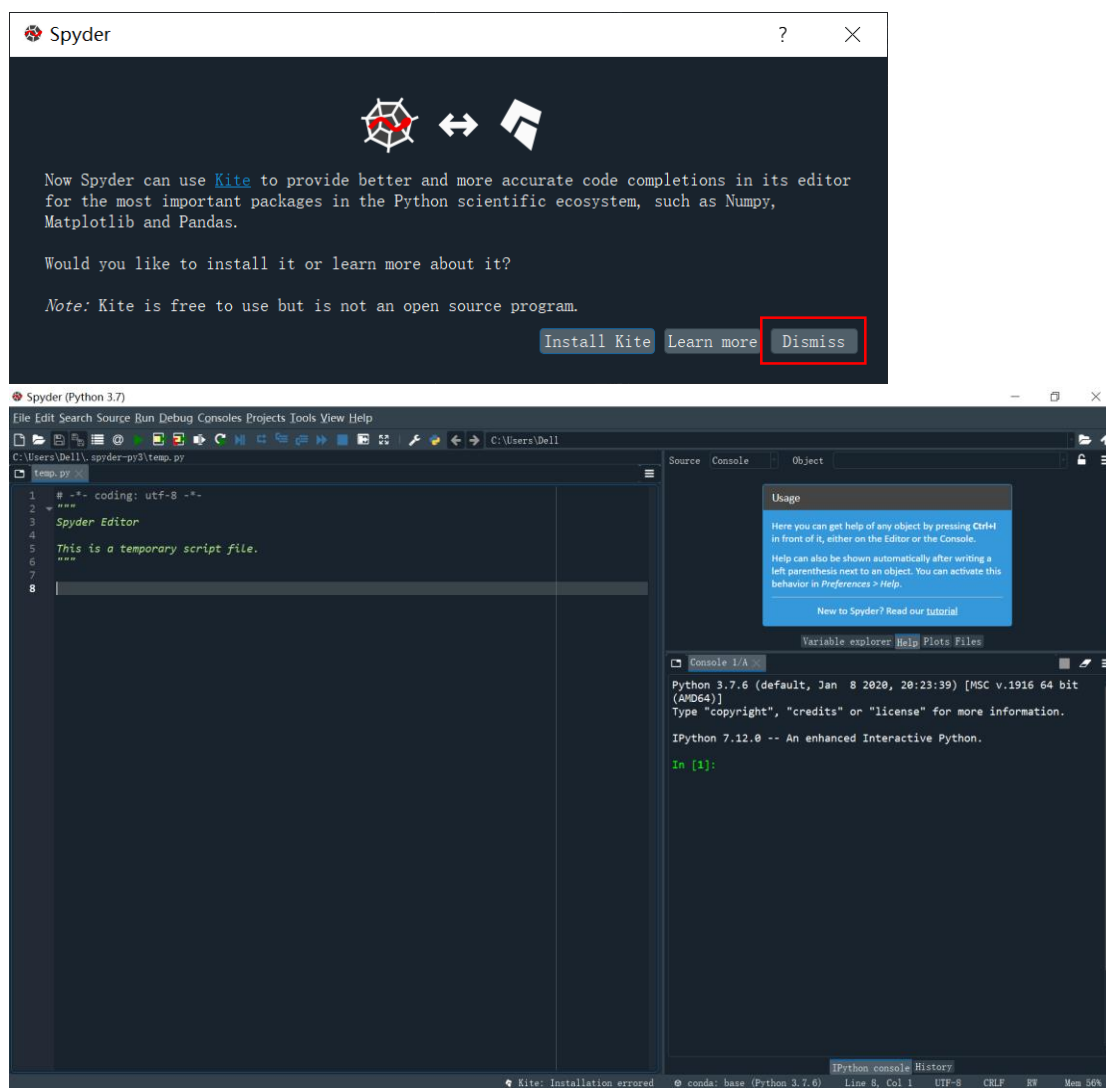 Spyder
?
Now Spyder can use Kite to provide better and more accurate code completions in its editor
for the most important packages in the Python scientific ecosystem, such as Numpy,
Matplotlib and Pandas.
Would you like to install it or learn more about it?
Note: Kite is free to use but is not an open source program.
Install Kite Learn more Dismiss
Spyder (Python 3.7)
File Edit Search Source Run Debug Consoles Projects Tools View Help
C:\Users\Dell
C:\Users\Dell\.spyder-py3\temp.py
temp.py
1 # -*- coding: utf-8 -*-
2 """
3 Spyder Editor
4
5 This is a temporary script file.
6 """
7
8
Source Console Object
Usage
Here you can get help of any object by pressing Ctrl+I
in front of it, either on the Editor or the Console.
Help can also be shown automatically after writing a
left parenthesis next to an object. You can activate this
behavior in Preferences > Help.
New to Spyder? Read our tutorial
Variable explorer Help Plots Files
Console 1/A
Python 3.7.6 (default, Jan  8 2020, 20:23:39) [MSC v.1916 64 bit
(AMD64)]
Type "copyright", "credits" or "license" for more information.
IPython 7.12.0 -- An enhanced Interactive Python.
In [1]:
IPython console History
Kite: Installation errored conda: base (Python 3.7.6) Line 8, Col 1 UTF-8 CRLF RW Mem 56%